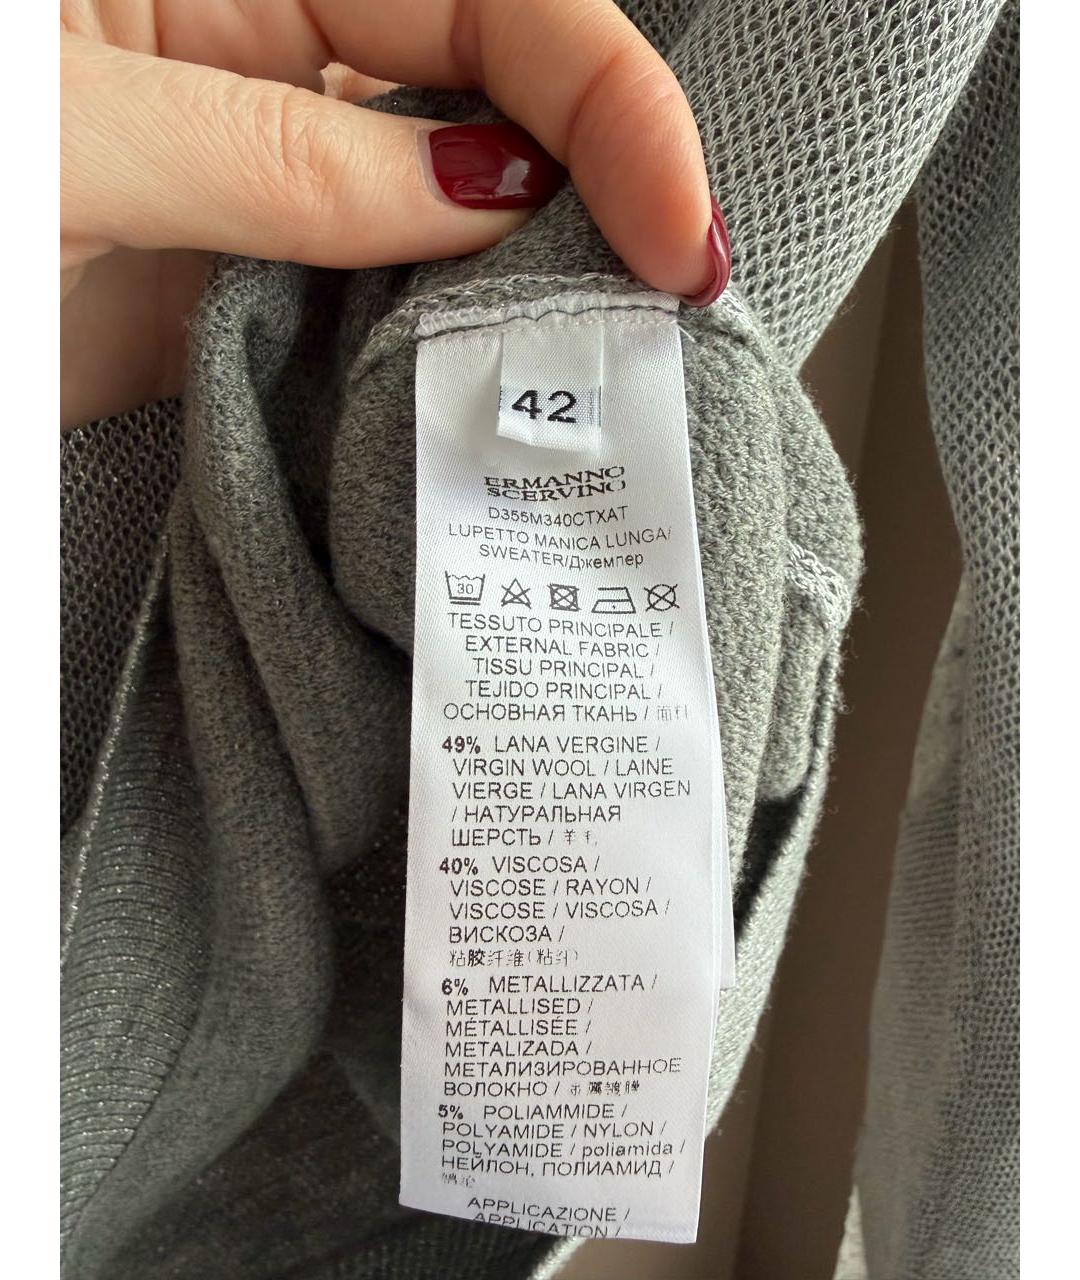 42
ERMANNO
SCERVINO
D355M340CTXAT
LUPETTO MANICA LUNGA/
SWEATER/Джемпер
30
TESSUTO PRINCIPALE /
EXTERNAL FABRIC /
TISSU PRINCIPAL /
TEJIDO PRINCIPAL /
ОСНОВНАЯ ТКАНЬ / 面料
49% LANA VERGINE /
VIRGIN WOOL / LAINE
VIERGE / LANA VIRGEN
/ НАТУРАЛЬНАЯ
ШЕРСТЬ / 羊毛
40% VISCOSA /
VISCOSE / RAYON /
VISCOSE / VISCOSA /
ВИСКОЗА /
粘胶纤维(粘纤)
6% METALLIZZATA /
METALLISED /
MÉTALLISÉE /
METALIZADA /
МЕТАЛИЗИРОВАННОЕ
ВОЛОКНО /
5% POLIAMMIDE /
POLYAMIDE / NYLON /
POLYAMIDE / poliamida /
НЕЙЛОН, ПОЛИАМИД /
APPLICAZIONE /
APPLICATION /